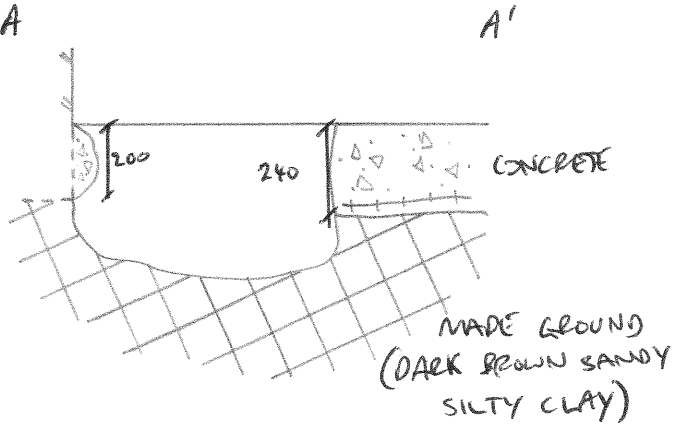 A A'
200
240
CONCRETE
MADE GROUND
(DARK BROWN SANDY
SILTY CLAY)